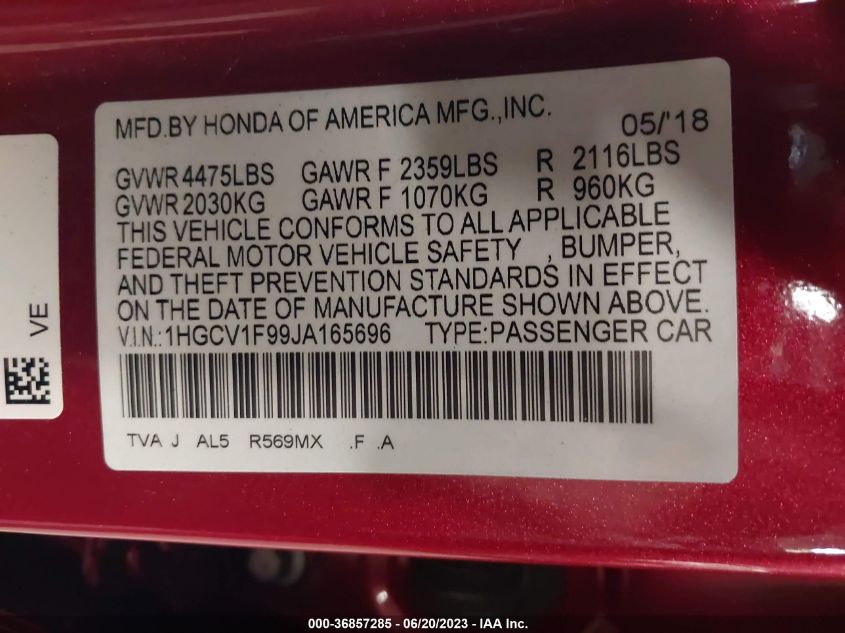 MFD.BY HONDA OF AMERICA MFG.,INC. 05/'18
GVWR 4475LBS GAWR F 2359LBS R 2116LBS
GVWR 2030KG GAWR F 1070KG R 960KG
THIS VEHICLE CONFORMS TO ALL APPLICABLE
FEDERAL MOTOR VEHICLE SAFETY , BUMPER,
AND THEFT PREVENTION STANDARDS IN EFFECT
ON THE DATE OF MANUFACTURE SHOWN ABOVE.
V.I.N.:1HGCV1F99JA165696 TYPE:PASSENGER CAR
TVA J AL5 R569MX .F .A
VE
000-36857285 - 06/20/2023 - IAA Inc.